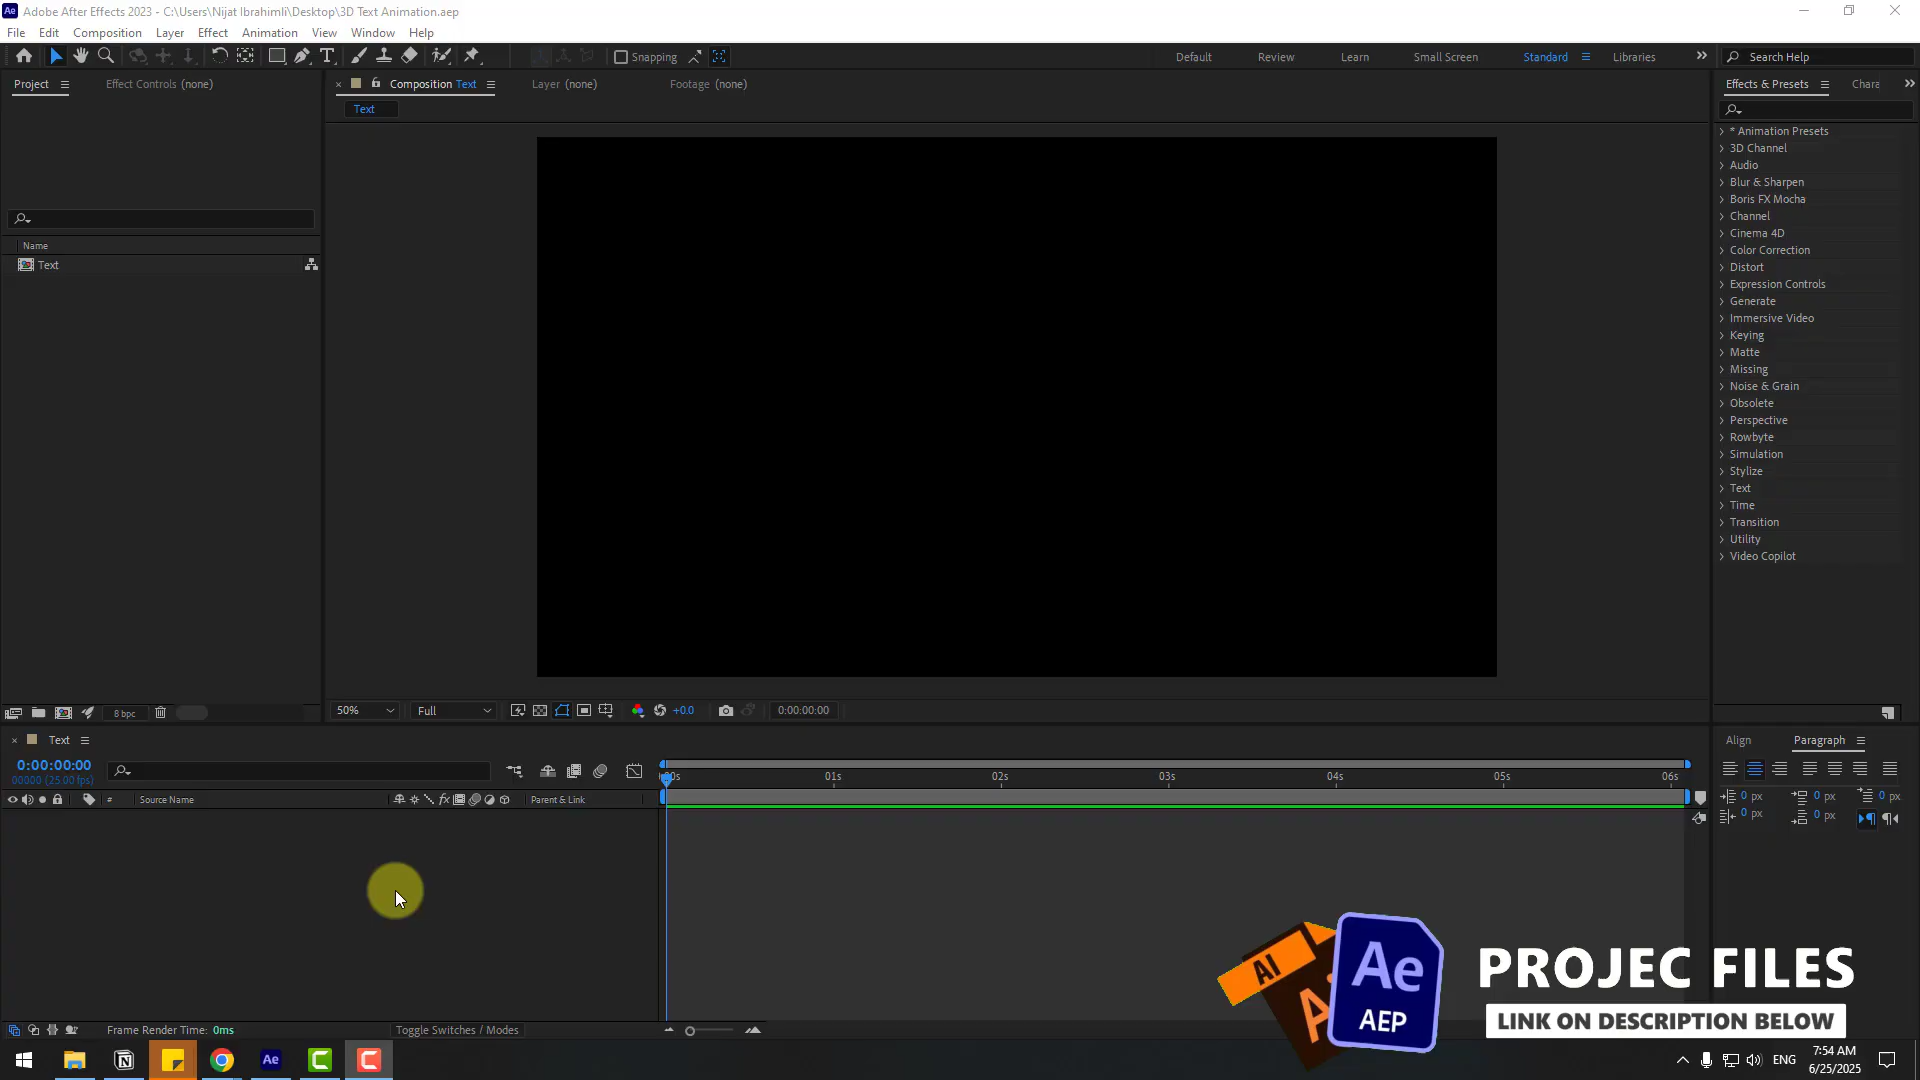 Adobe After Effects 2023 - C:\Users\Nijat Ibrahimli\Desktop\3D Text Animation.aep
File Edit Composition Layer Effect Animation View Window Help
Snapping
Default Review Learn Small Screen Standard Libraries
Search Help
Project
Effect Controls (none)
Composition Text
Layer (none)
Footage (none)
Effects & Presets
Chara
Text
* Animation Presets
3D Channel
Audio
Blur & Sharpen
Boris FX Mocha
Channel
Cinema 4D
Color Correction
Distort
Expression Controls
Generate
Immersive Video
Keying
Matte
Missing
Noise & Grain
Obsolete
Perspective
Rowbyte
Simulation
Stylize
Text
Time
Transition
Utility
Video Copilot
Name
Text
8 bpc
50%
Full
+0.0
0:00:00:00
Text
0:00:00:00
00000 (25.00 fps)
# Source Name
fx
Parent & Link
01s 02s 03s 04s 05s 06s
Align
Paragraph
0 px 0 px 0 px
0 px 0 px
Frame Render Time: 0ms
Toggle Switches / Modes
Ai
Ae
AEP
PROJEC FILES
LINK ON DESCRIPTION BELOW
Ae
ENG
7:54 AM
6/25/2025